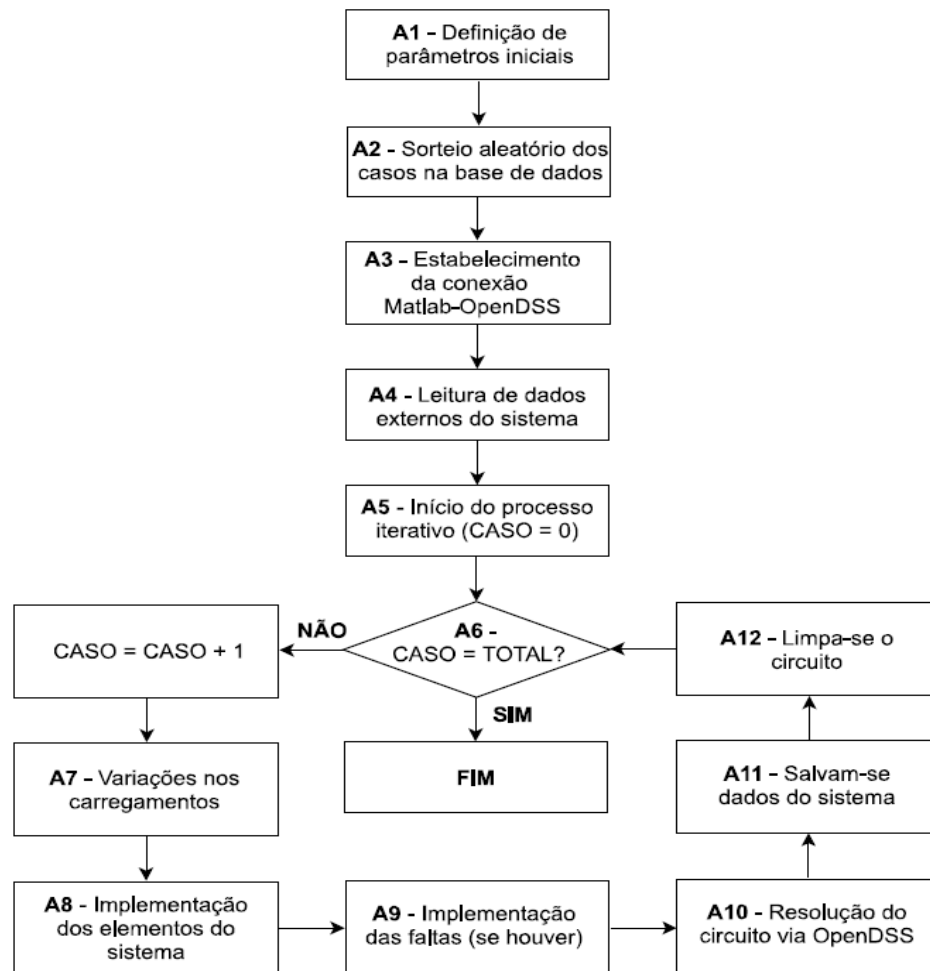 A1 - Definição de
parâmetros iniciais
A2 - Sorteio aleatório dos
casos na base de dados
A3 - Estabelecimento
da conexão
Matlab-OpenDSS
A4 - Leitura de dados
externos do sistema
A5 - Início do processo
iterativo (CASO = 0)
A6 -
CASO = TOTAL?
NÃO
SIM
FIM
CASO = CASO + 1
A7 - Variações nos
carregamentos
A8 - Implementação
dos elementos do
sistema
A9 - Implementação
das faltas (se houver)
A10 - Resolução do
circuito via OpenDSS
A11 - Salvam-se
dados do sistema
A12 - Limpa-se o
circuito